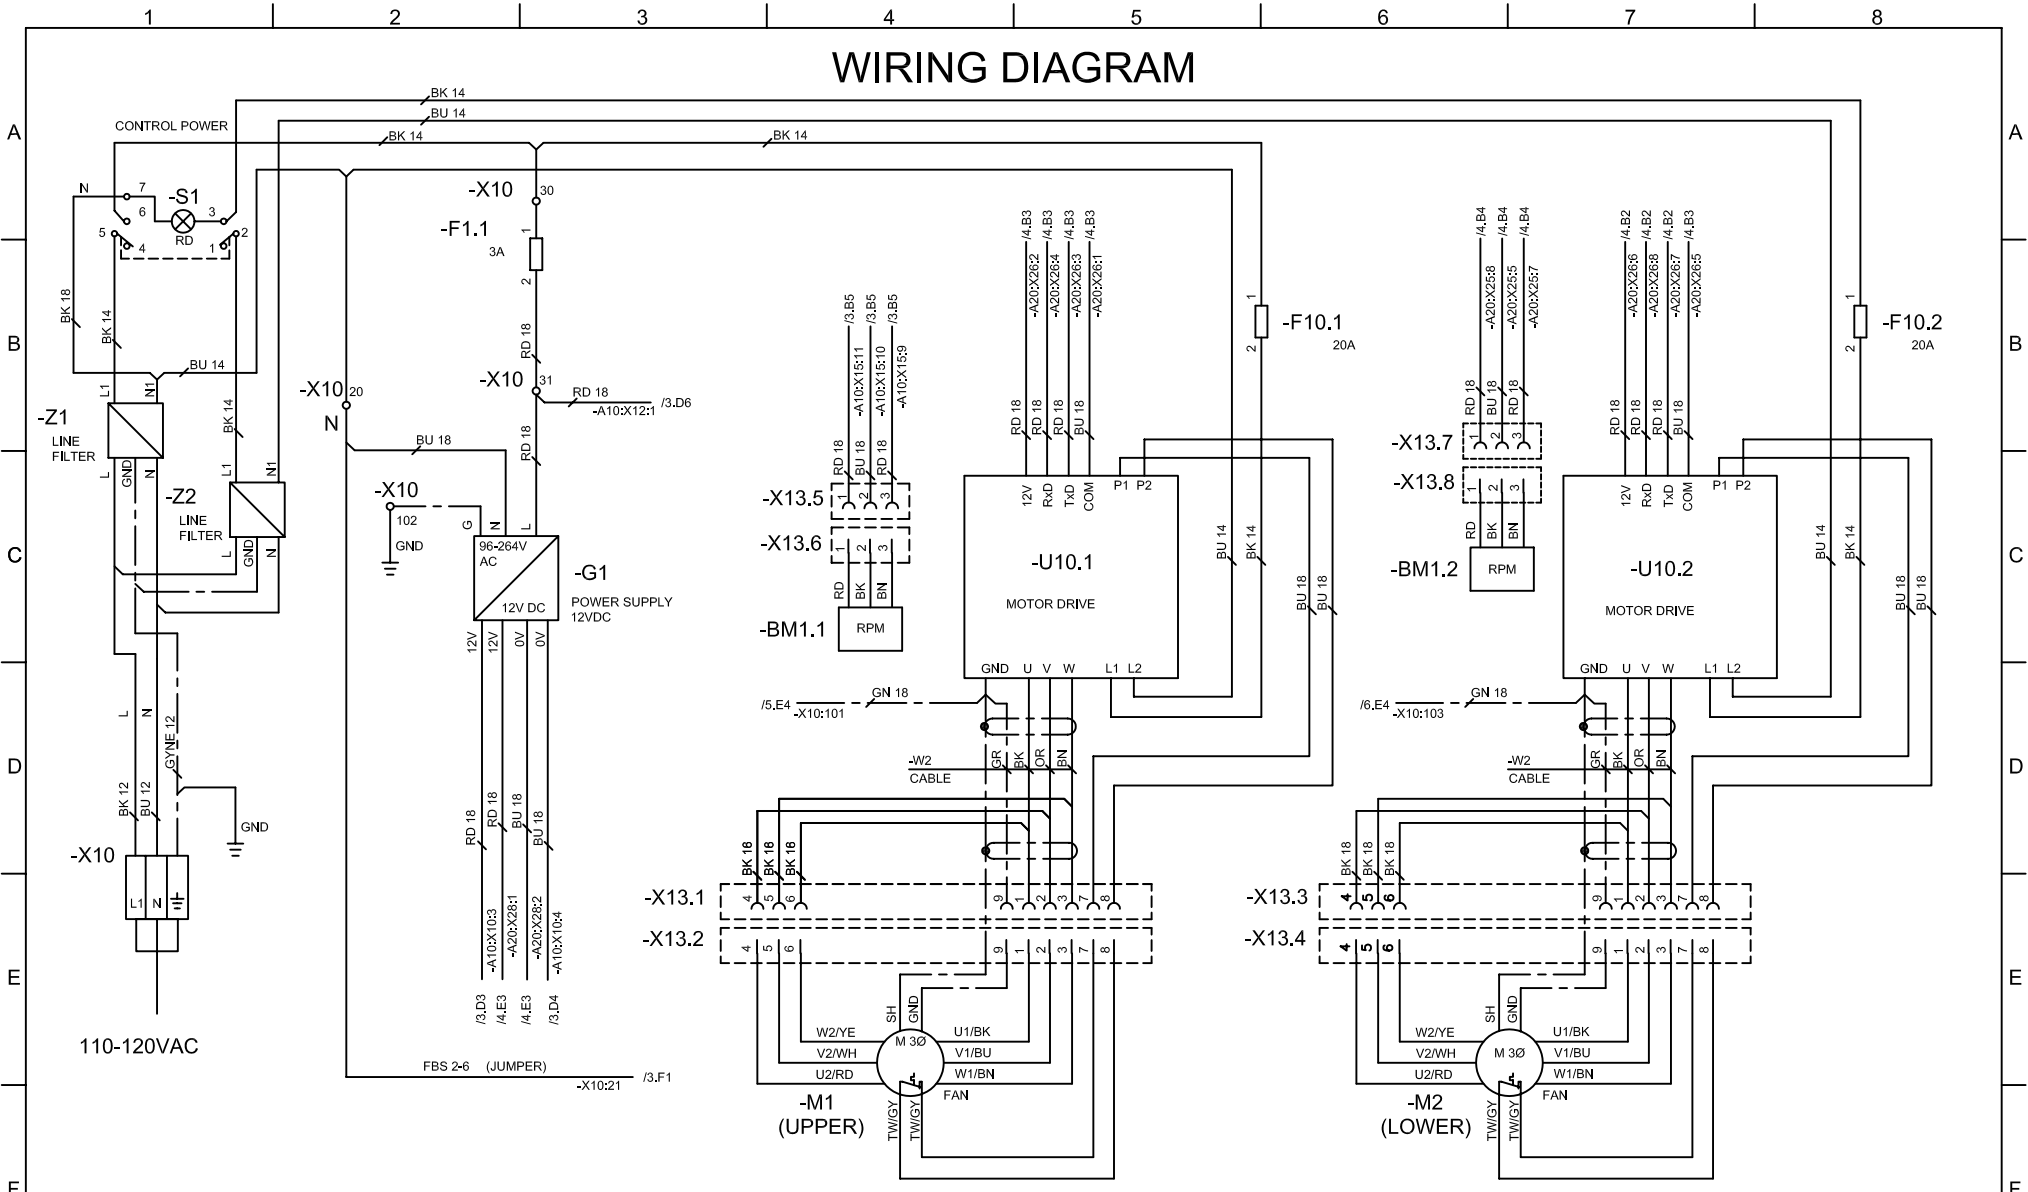 1 2 3 4 5 6 7 8
WIRING DIAGRAM
A
A
B
B
C
C
D
D
E
E
F
F
BK 14
BU 14
BK 14
BK 14
CONTROL POWER
N
7
6
5
4
-S1
RD
3
2
1
BK 18
BK 14
BU 14
BK 14
L1
N1
-Z1
LINE
FILTER
L
GND
N
L1
N1
-Z2
LINE
FILTER
L
GND
N
L
N
GYNE 12
BK 12
BU 12
GND
-X10
L1
N
110-120VAC
-X10
20
N
BU 18
-X10
102
GND
-X10
30
-F1.1
3A
1
2
RD 18
-X10
31
RD 18
-A10:X12:1
/3.D6
RD 18
G
N
L
96-264V
AC
12V DC
-G1
POWER SUPPLY
12VDC
12V
12V
0V
0V
RD 18
RD 18
BU 18
BU 18
-A10:X10:3
-A20:X28:1
-A20:X28:2
-A10:X10:4
/3.D3
/4.E3
/4.E3
/3.D4
FBS 2-6 (JUMPER)
-X10:21
/3.F1
/3.B5
/3.B5
/3.B5
-A10:X15:11
-A10:X15:10
-A10:X15:9
RD 18
BU 18
RD 18
-X13.5
1
2
3
-X13.6
1
2
3
RD
BK
BN
-BM1.1
RPM
/4.B3
/4.B3
/4.B3
/4.B3
-A20:X26:2
-A20:X26:4
-A20:X26:3
-A20:X26:1
RD 18
RD 18
RD 18
BU 18
12V
RxD
TxD
COM
P1 P2
-U10.1
MOTOR DRIVE
GND U V W L1 L2
1
2
-F10.1
20A
BU 14
BK 14
BU 18
BU 18
/5.E4
-X10:101
GN 18
-W2
CABLE
GR
BK
OR
BN
BK 16
BK 16
BK 16
-X13.1
4
5
6
9
1
2
3
7
8
-X13.2
4
5
6
9
1
2
3
7
8
SH
GND
W2/YE
V2/WH
U2/RD
M 3Ø
U1/BK
V1/BU
W1/BN
FAN
-M1
(UPPER)
TW/GY
TW/GY
/4.B4
/4.B4
/4.B4
-A20:X25:8
-A20:X25:5
-A20:X25:7
RD 18
BU 18
RD 18
-X13.7
1
2
3
-X13.8
1
2
3
RD
BK
BN
-BM1.2
RPM
/4.B2
/4.B2
/4.B2
/4.B3
-A20:X26:6
-A20:X26:8
-A20:X26:7
-A20:X26:5
RD 18
RD 18
RD 18
BU 18
12V
RxD
TxD
COM
P1 P2
-U10.2
MOTOR DRIVE
GND U V W L1 L2
1
2
-F10.2
20A
BU 14
BK 14
BU 18
BU 18
/6.E4
-X10:103
GN 18
-W2
CABLE
GR
BK
OR
BN
BK 18
BK 18
BK 18
-X13.3
4
5
6
9
1
2
3
7
8
-X13.4
4
5
6
9
1
2
3
7
8
SH
GND
W2/YE
V2/WH
U2/RD
M 3Ø
U1/BK
V1/BU
W1/BN
FAN
-M2
(LOWER)
TW/GY
TW/GY